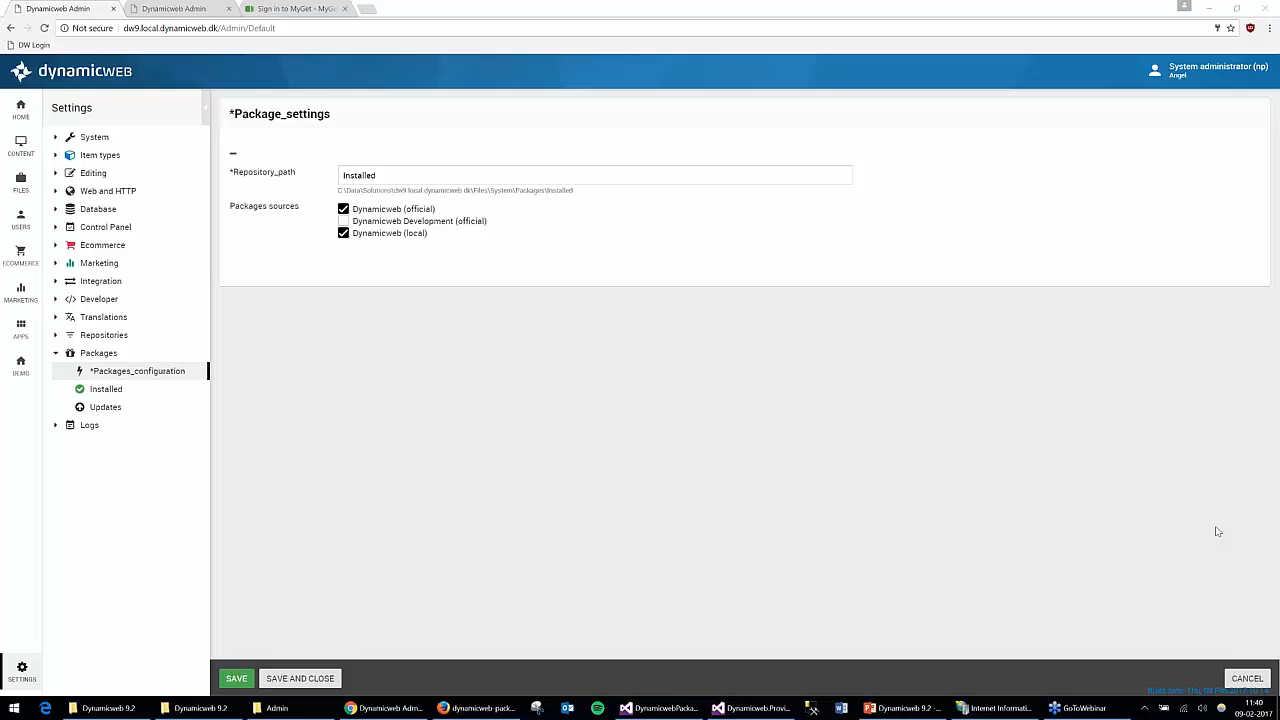 Dynamicweb Admin
Dynamicweb Admin
Sign in to MyGet - MyGe
Not secure
dw9.local.dynamicweb.dk/Admin/Default
DW Login
dynamicweb
System administrator (np)
Angel
HOME
CONTENT
FILES
USERS
ECOMMERCE
MARKETING
APPS
DEMO
SETTINGS
Settings
System
Item types
Editing
Web and HTTP
Database
Control Panel
Ecommerce
Marketing
Integration
Developer
Translations
Repositories
Packages
*Packages_configuration
Installed
Updates
Logs
*Package_settings
*Repository_path
Installed
C:\Data\Solutions\dw9.local.dynamicweb.dk\Files\System\Packages\Installed
Packages sources
Dynamicweb (official)
Dynamicweb Development (official)
Dynamicweb (local)
SAVE
SAVE AND CLOSE
CANCEL
Dynamicweb 9.2
Dynamicweb 9.2
Admin
Dynamicweb Adm...
dynamicweb-pack...
DynamicwebPacka...
Dynamicweb.Provi...
Dynamicweb 9.2 -...
Internet Informati...
GoToWebinar
11:40
09-02-2017